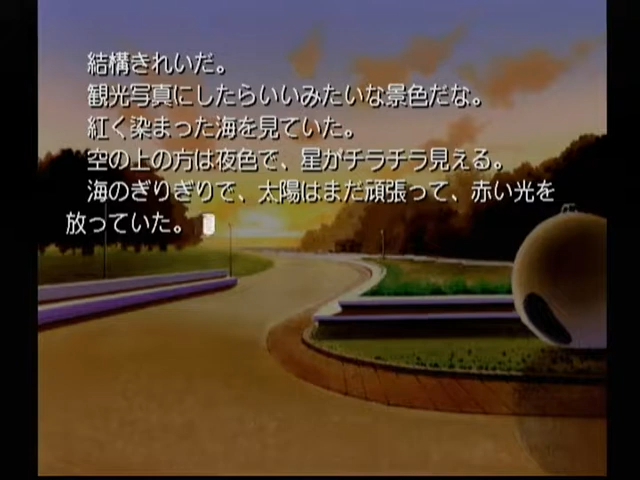 結構きれいだ。
観光写真にしたらいいみたいな景色だな。
紅く染まった海を見ていた。
空の上の方は夜色で、星がチラチラ見える。
海のぎりぎりで、太陽はまだ頑張って、赤い光を
放っていた。